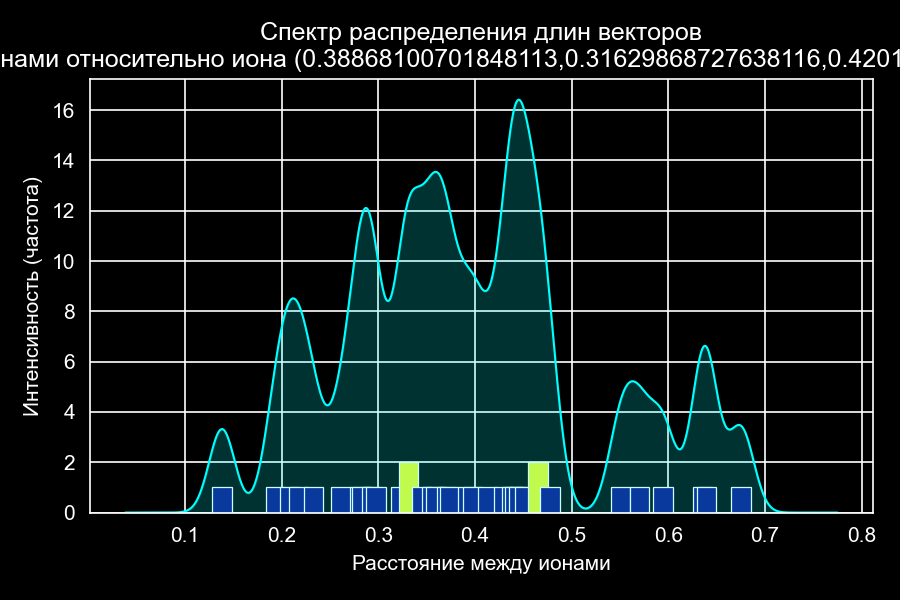 Спектр распределения длин векторов
нами относительно иона (0.38868100701848113,0.31629868727638116,0.4201
16
14
12
10
8
6
4
2
0
Интенсивность (частота)
0.1 0.2 0.3 0.4 0.5 0.6 0.7 0.8
Расстояние между ионами